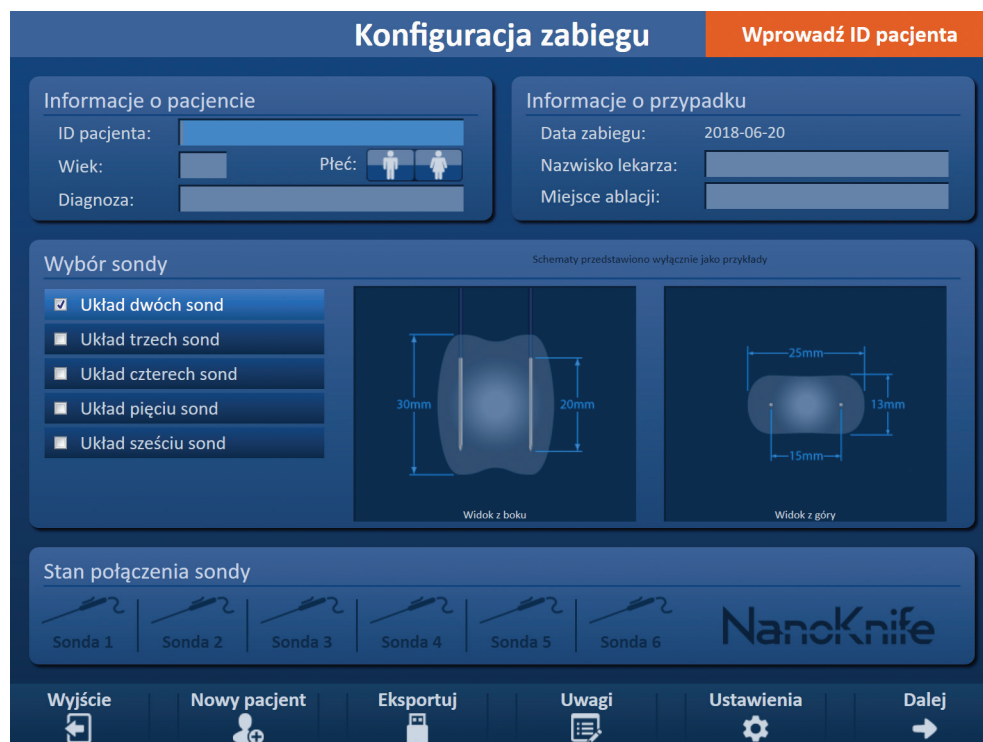 Konfiguracja zabiegu
Wprowadź ID pacjenta
Informacje o pacjencie
ID pacjenta:
Wiek:
Płeć:
Diagnoza:
Informacje o przypadku
Data zabiegu: 2018-06-20
Nazwisko lekarza:
Miejsce ablacji:
Wybór sondy
Schematy przedstawiono wyłącznie jako przykłady
Układ dwóch sond
Układ trzech sond
Układ czterech sond
Układ pięciu sond
Układ sześciu sond
30mm
20mm
Widok z boku
25mm
13mm
15mm
Widok z góry
Stan połączenia sondy
Sonda 1
Sonda 2
Sonda 3
Sonda 4
Sonda 5
Sonda 6
NanoKnife
Wyjście
Nowy pacjent
Eksportuj
Uwagi
Ustawienia
Dalej